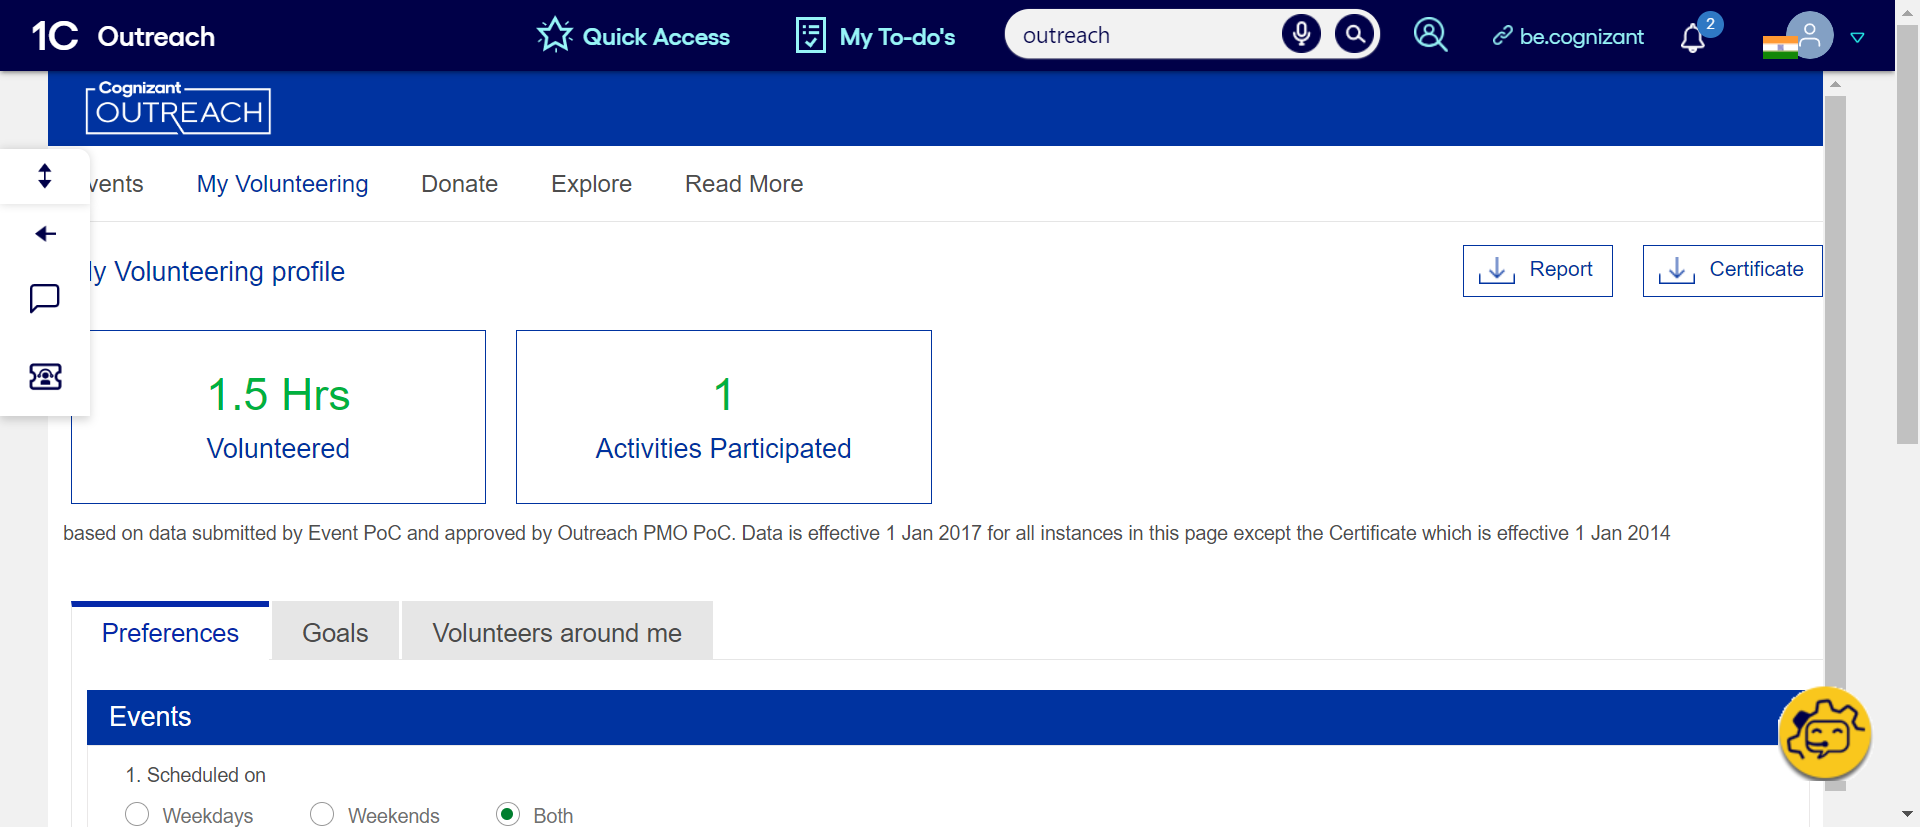 1C Outreach
Quick Access
My To-do's
outreach
be.cognizant
2
Cognizant
OUTREACH
vents My Volunteering Donate Explore Read More
y Volunteering profile
Report
Certificate
1.5 Hrs
Volunteered
1
Activities Participated
based on data submitted by Event PoC and approved by Outreach PMO PoC. Data is effective 1 Jan 2017 for all instances in this page except the Certificate which is effective 1 Jan 2014
Preferences Goals Volunteers around me
Events
1. Scheduled on
Weekdays Weekends Both